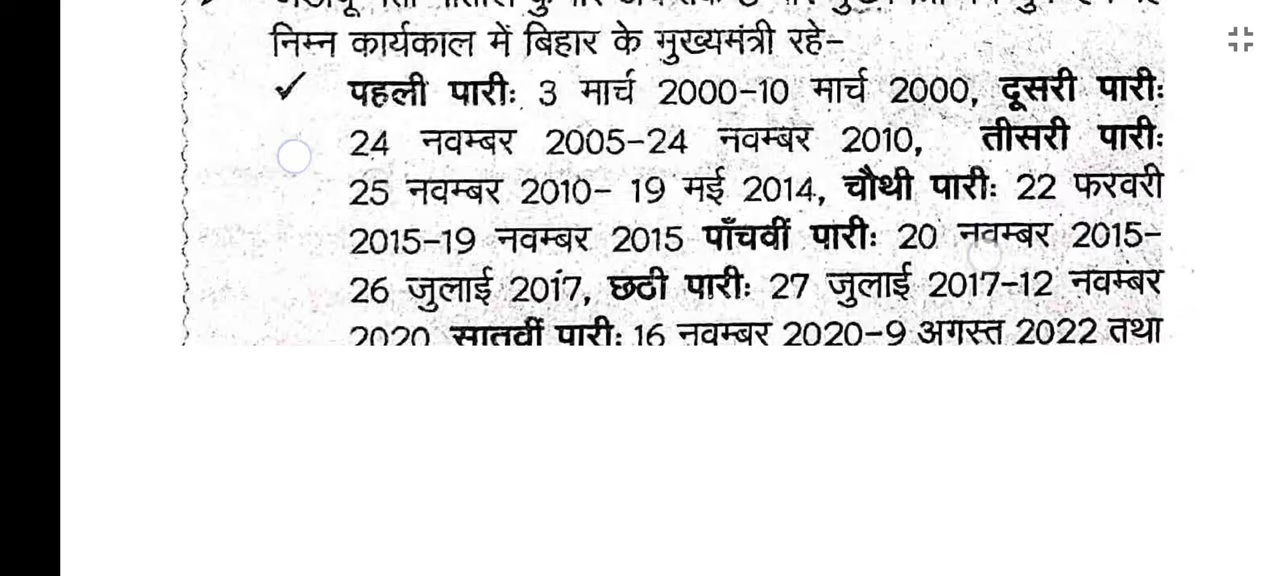 निम्न कार्यकाल में बिहार के मुख्यमंत्री रहे–
✓ पहली पारी: 3 मार्च 2000-10 मार्च 2000, दूसरी पारी:
24 नवम्बर 2005-24 नवम्बर 2010, तीसरी पारी:
25 नवम्बर 2010- 19 मई 2014, चौथी पारी: 22 फरवरी
2015-19 नवम्बर 2015 पाँचवीं पारी: 20 नवम्बर 2015-
26 जुलाई 2017, छठी पारी: 27 जुलाई 2017-12 नवम्बर
2020 सातवीं पारी: 16 नवम्बर 2020-9 अगस्त 2022 तथा